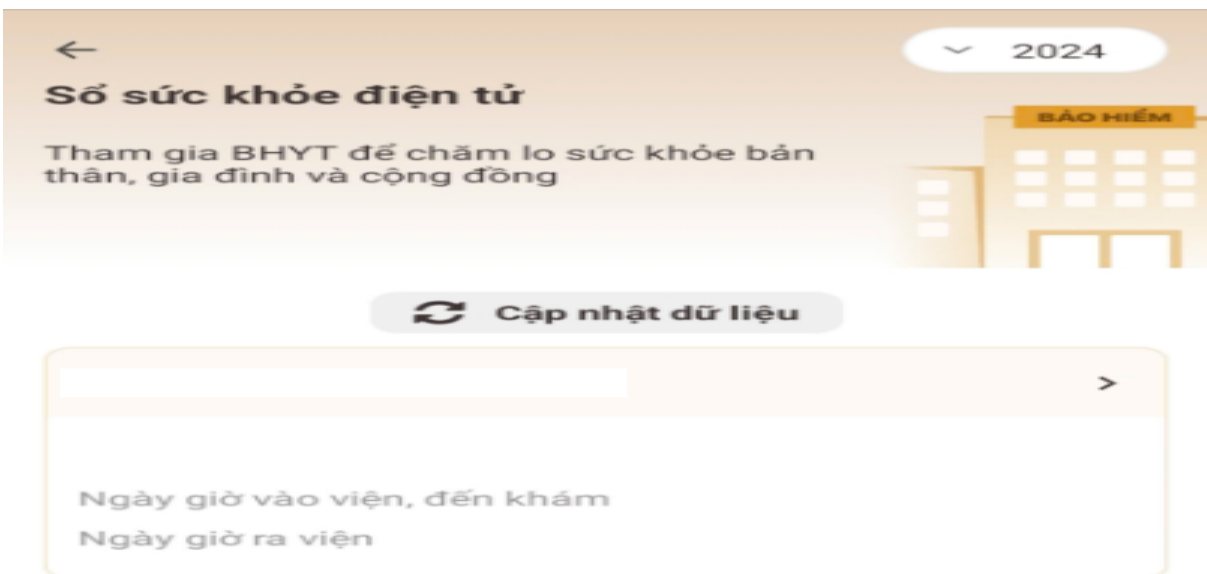 2024
Sổ sức khỏe điện tử
BẢO HIỂM
Tham gia BHYT để chăm lo sức khỏe bản
thân, gia đình và cộng đồng
Cập nhật dữ liệu
Ngày giờ vào viện, đến khám
Ngày giờ ra viện